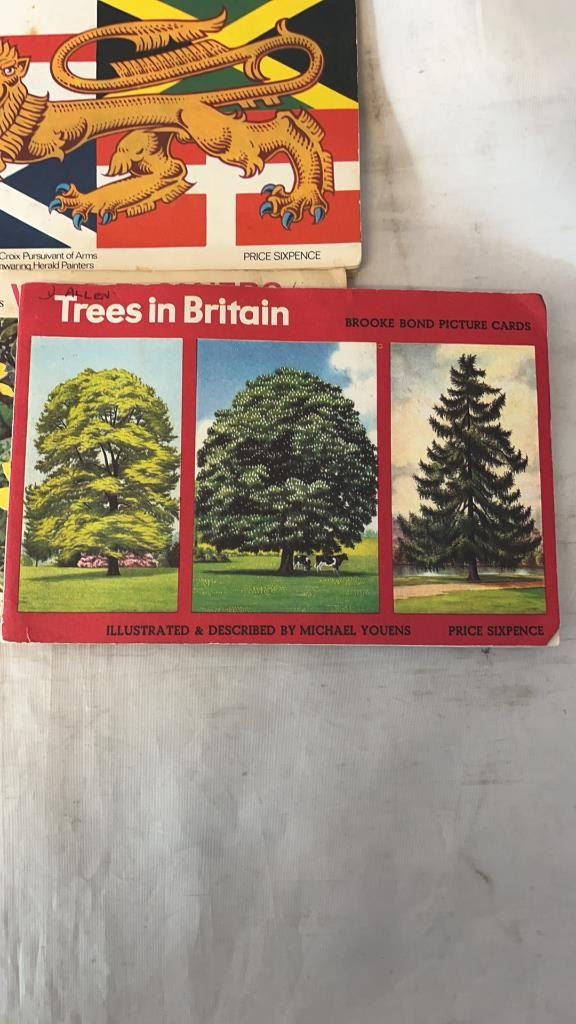 Croix Pursuivant of Arms
Herald Painters
PRICE SIXPENCE
J. ALLEN
Trees in Britain
BROOKE BOND PICTURE CARDS
ILLUSTRATED & DESCRIBED BY MICHAEL YOUENS
PRICE SIXPENCE